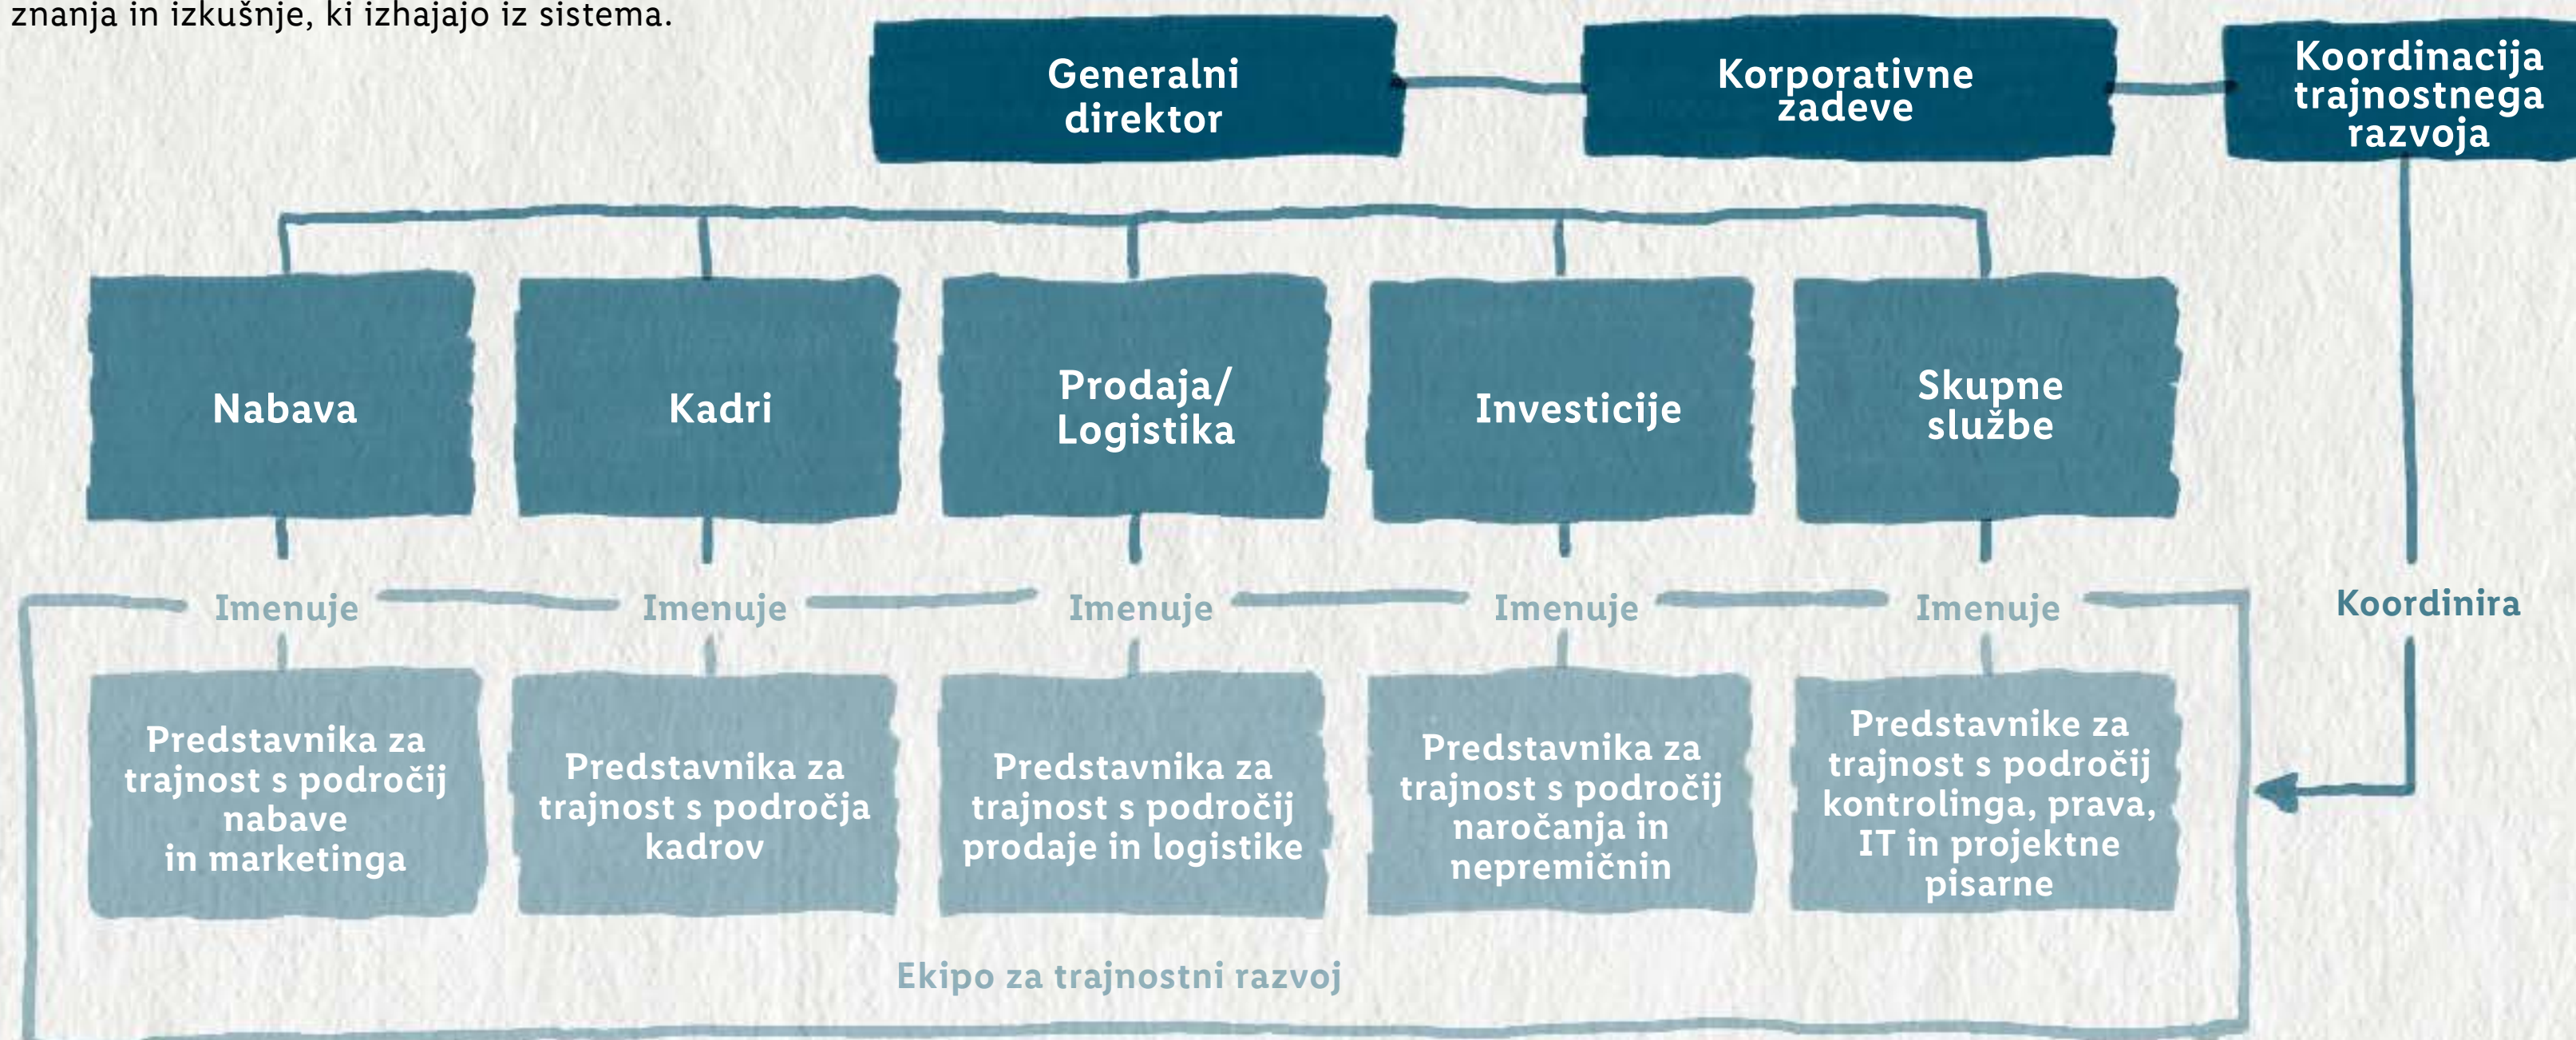 znanja in izkušnje, ki izhajajo iz sistema.
Generalni
direktor
Korporativne
zadeve
Koordinacija
trajnostnega
razvoja
Nabava
Kadri
Prodaja/
Logistika
Investicije
Skupne
službe
Imenuje
Imenuje
Imenuje
Imenuje
Imenuje
Koordinira
Predstavnika za
trajnost s področij
nabave
in marketinga
Predstavnika za
trajnost s področja
kadrov
Predstavnika za
trajnost s področij
prodaje in logistike
Predstavnika za
trajnost s področij
naročanja in
nepremičnin
Predstavnike za
trajnost s področij
kontrolinga, prava,
IT in projektne
pisarne
Ekipo za trajnostni razvoj